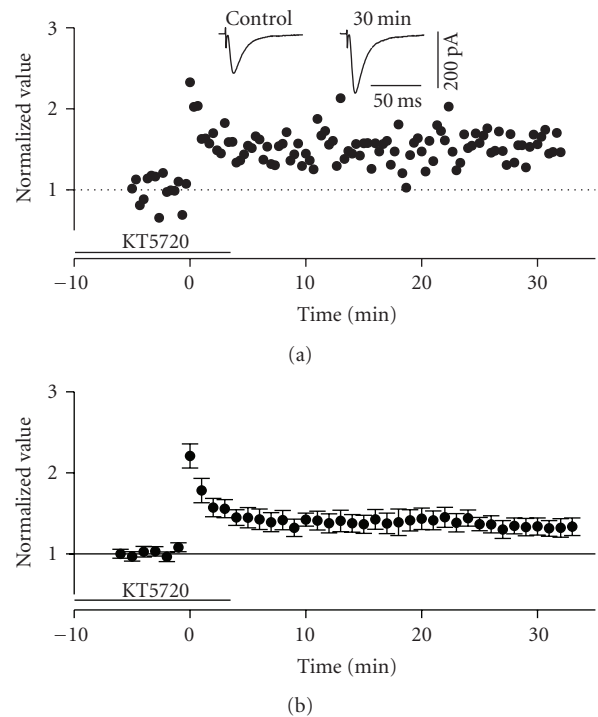 Control
30 min
200 pA
50 ms
3
2
1
Normalized value
KT5720
−10
0
10
20
30
Time (min)
(a)
3
2
1
Normalized value
KT5720
−10
0
10
20
30
Time (min)
(b)